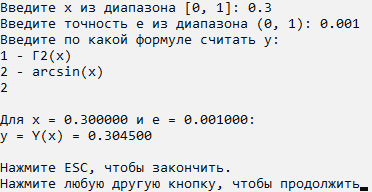 Введите x из диапазона [0, 1]: 0.3
Введите точность e из диапазона (0, 1): 0.001
Введите по какой формуле считать y:
1 - Г2(x)
2 - arcsin(x)
2
Для x = 0.300000 и e = 0.001000:
y = Y(x) = 0.304500
Нажмите ESC, чтобы закончить.
Нажмите любую другую кнопку, чтобы продолжить_